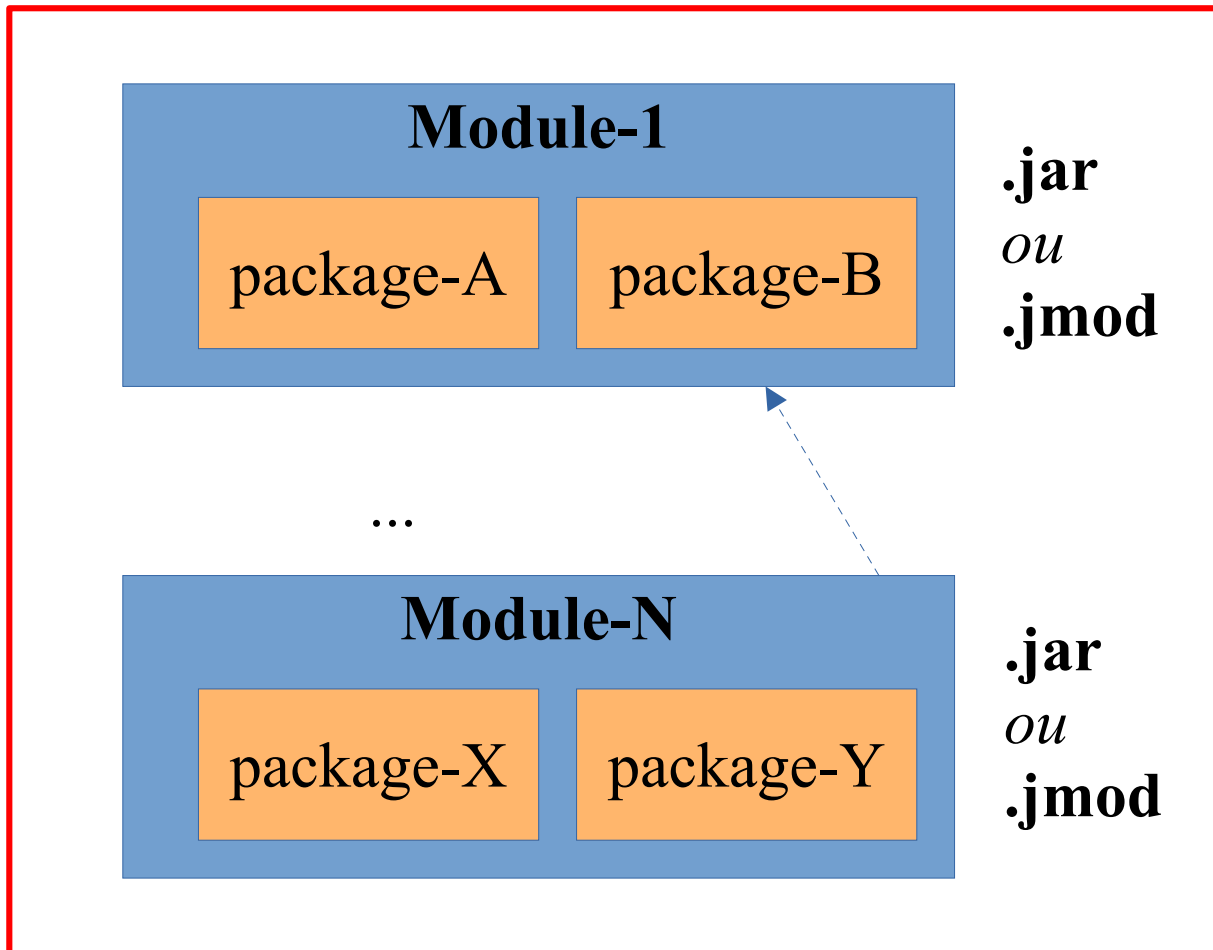 Module-1
package-A
package-B
.jar
ou
.jmod
...
Module-N
package-X
package-Y
.jar
ou
.jmod